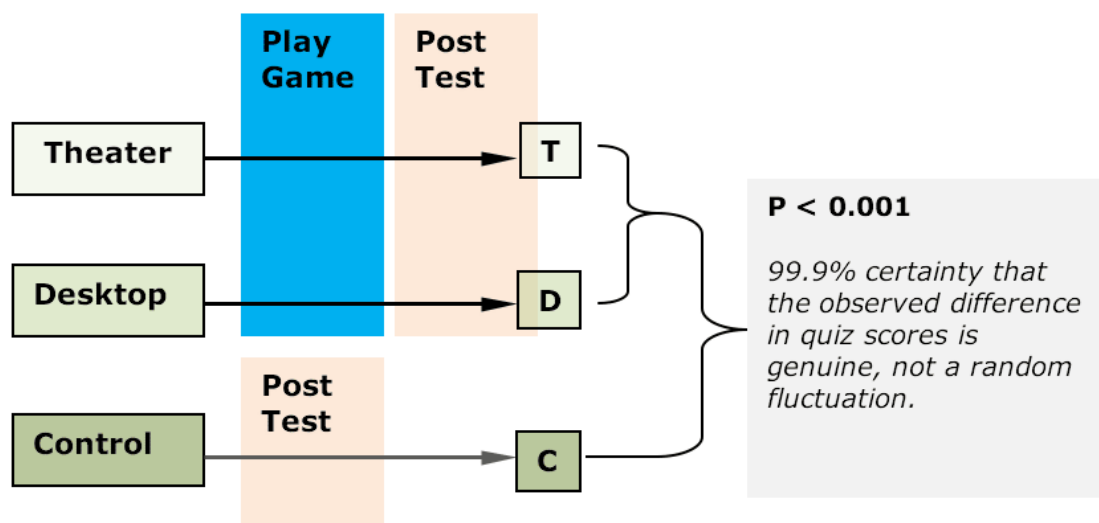 Play
Game
Post
Test
Theater
T
Desktop
D
Post
Test
Control
C
P < 0.001
99.9% certainty that
the observed difference
in quiz scores is
genuine, not a random
fluctuation.